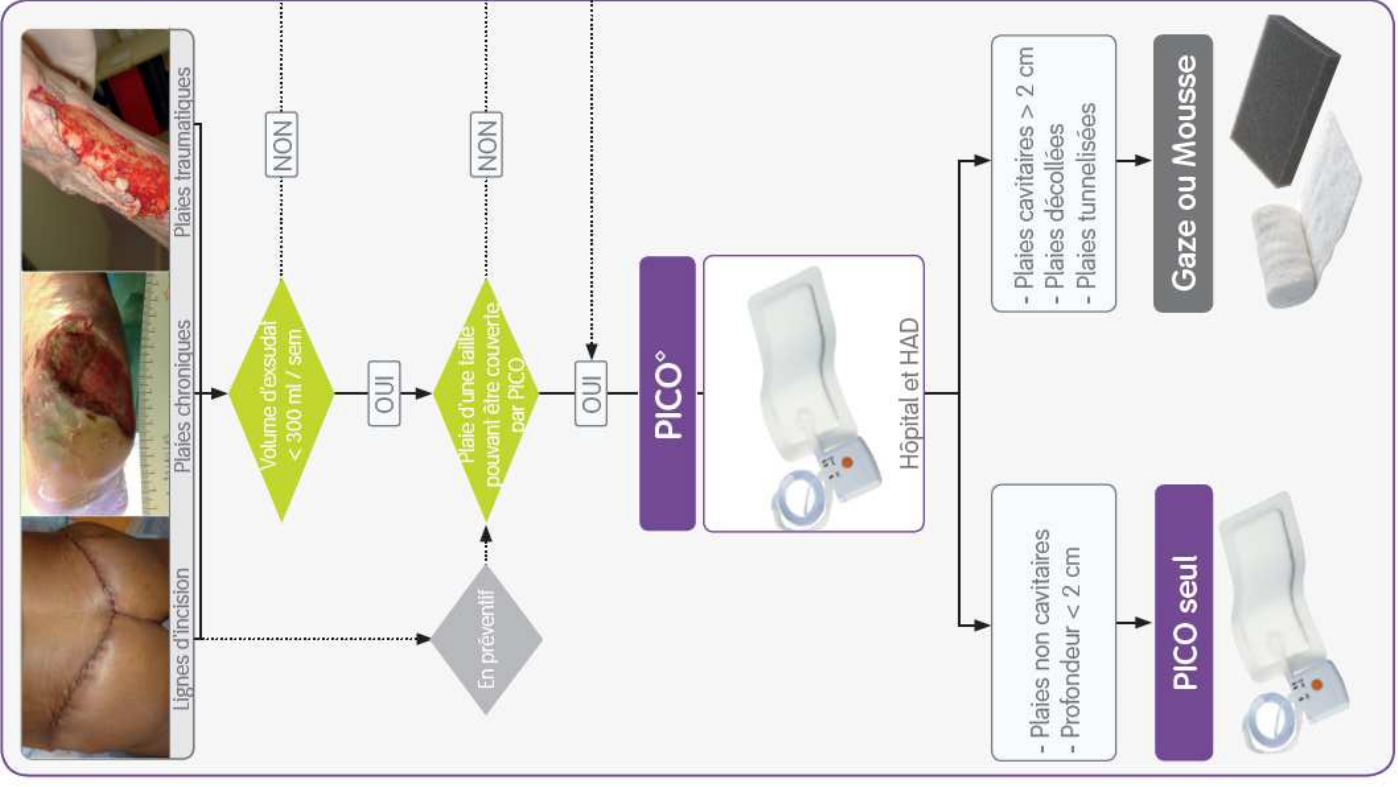 Lignes d'incision
Plaies chroniques
Plaies traumatiques
Volume d'exsudat
< 300 ml / sem
NON
OUI
En préventif
Plaie d'une taille
pouvant être couverte
par PICO
NON
OUI
PICO°
Hôpital et HAD
- Plaies non cavitaires
- Profondeur < 2 cm
- Plaies cavitaires > 2 cm
- Plaies décollées
- Plaies tunnelisées
PICO seul
Gaze ou Mousse